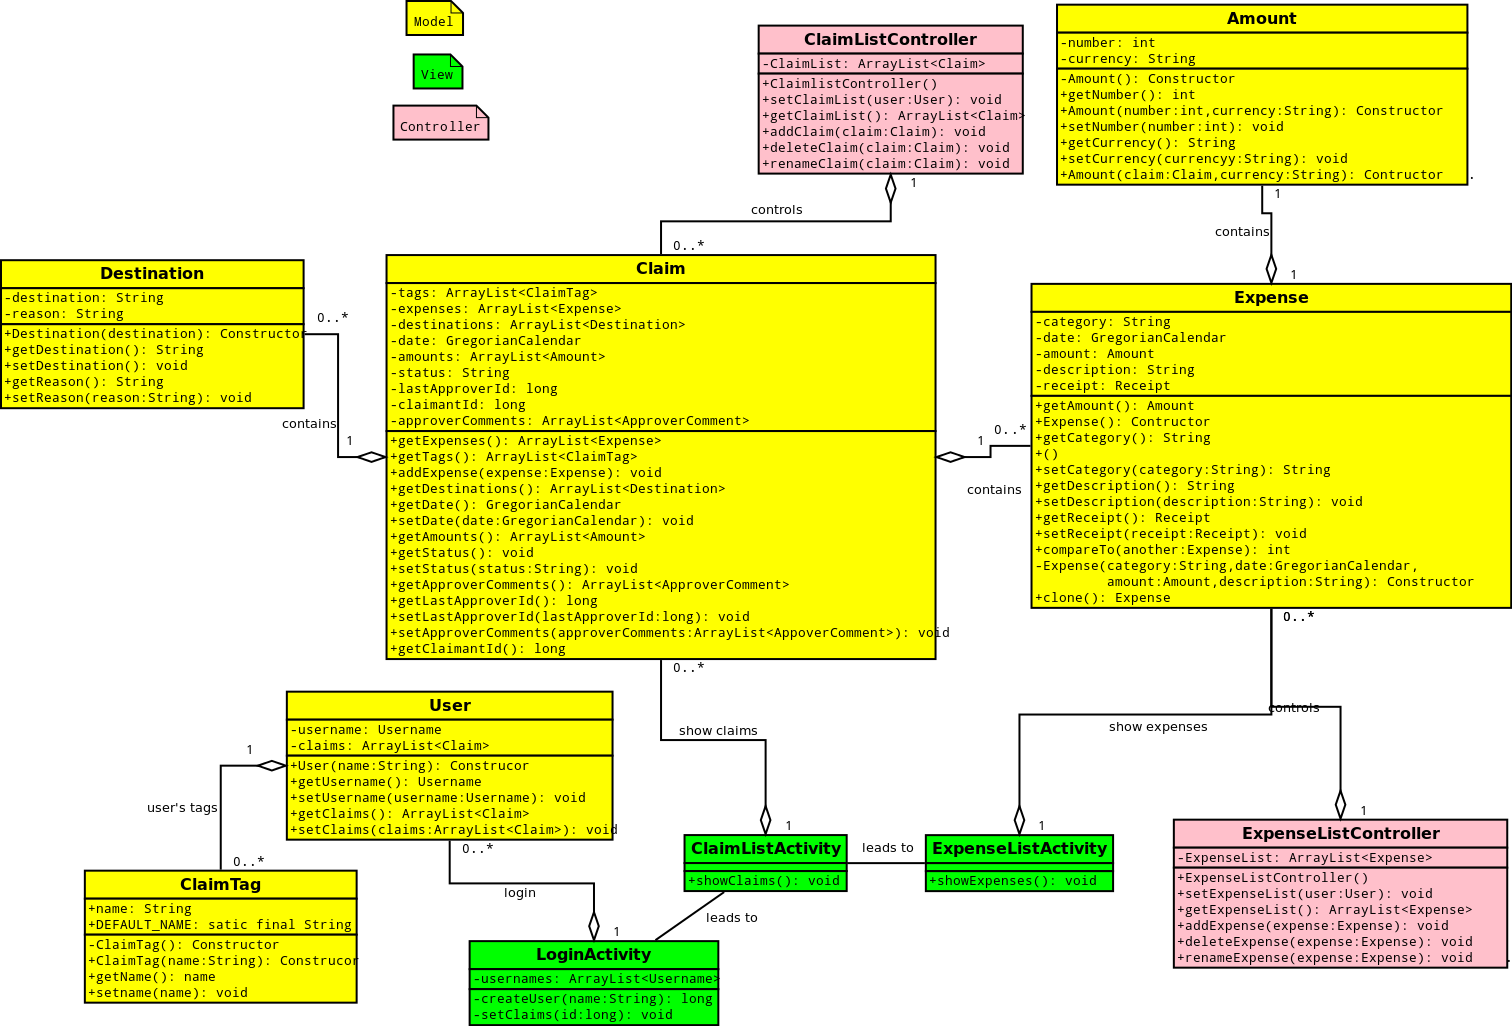 Model
View
Controller
ClaimListController
-ClaimList: ArrayList<Claim>
+ClaimlistController()
+setClaimList(user:User): void
+getClaimList(): ArrayList<Claim>
+addClaim(claim:Claim): void
+deleteClaim(claim:Claim): void
+renameClaim(claim:Claim): void
1
controls
0..*
Amount
-number: int
-currency: String
-Amount(): Constructor
+getNumber(): int
+Amount(number:int,currency:String): Constructor
+setNumber(number:int): void
+getCurrency(): String
+setCurrency(currencyy:String): void
+Amount(claim:Claim,currency:String): Contructor
.
1
contains
1
Destination
-destination: String
-reason: String
+Destination(destination): Constructor
+getDestination(): String
+setDestination(): void
+getReason(): String
+setReason(reason:String): void
0..*
contains
1
Claim
-tags: ArrayList<ClaimTag>
-expenses: ArrayList<Expense>
-destinations: ArrayList<Destination>
-date: GregorianCalendar
-amounts: ArrayList<Amount>
-status: String
-lastApproverId: long
-claimantId: long
-approverComments: ArrayList<ApproverComment>
+getExpenses(): ArrayList<Expense>
+getTags(): ArrayList<ClaimTag>
+addExpense(expense:Expense): void
+getDestinations(): ArrayList<Destination>
+getDate(): GregorianCalendar
+setDate(date:GregorianCalendar): void
+getAmounts(): ArrayList<Amount>
+getStatus(): void
+setStatus(status:String): void
+getApproverComments(): ArrayList<ApproverComment>
+getLastApproverId(): long
+setLastApproverId(lastApproverId:long): void
+setApproverComments(approverComments:ArrayList<AppoverComment>): void
+getClaimantId(): long
1
0..*
contains
Expense
-category: String
-date: GregorianCalendar
-amount: Amount
-description: String
-receipt: Receipt
+getAmount(): Amount
+Expense(): Contructor
+getCategory(): String
+()
+setCategory(category:String): String
+getDescription(): String
+setDescription(description:String): void
+getReceipt(): Receipt
+setReceipt(receipt:Receipt): void
+compareTo(another:Expense): int
-Expense(category:String,date:GregorianCalendar,
amount:Amount,description:String): Constructor
+clone(): Expense
0..*
controls
show expenses
1
1
0..*
show claims
1
User
-username: Username
-claims: ArrayList<Claim>
+User(name:String): Construcor
+getUsername(): Username
+setUsername(username:Username): void
+getClaims(): ArrayList<Claim>
+setClaims(claims:ArrayList<Claim>): void
1
user's tags
0..*
0..*
login
1
ClaimTag
+name: String
+DEFAULT_NAME: satic final String
-ClaimTag(): Constructor
+ClaimTag(name:String): Construcor
+getName(): name
+setname(name): void
ClaimListActivity
+showClaims(): void
leads to
ExpenseListActivity
+showExpenses(): void
leads to
LoginActivity
-usernames: ArrayList<Username>
-createUser(name:String): long
-setClaims(id:long): void
ExpenseListController
-ExpenseList: ArrayList<Expense>
+ExpenseListController()
+setExpenseList(user:User): void
+getExpenseList(): ArrayList<Expense>
+addExpense(expense:Expense): void
+deleteExpense(expense:Expense): void
+renameExpense(expense:Expense): void
.